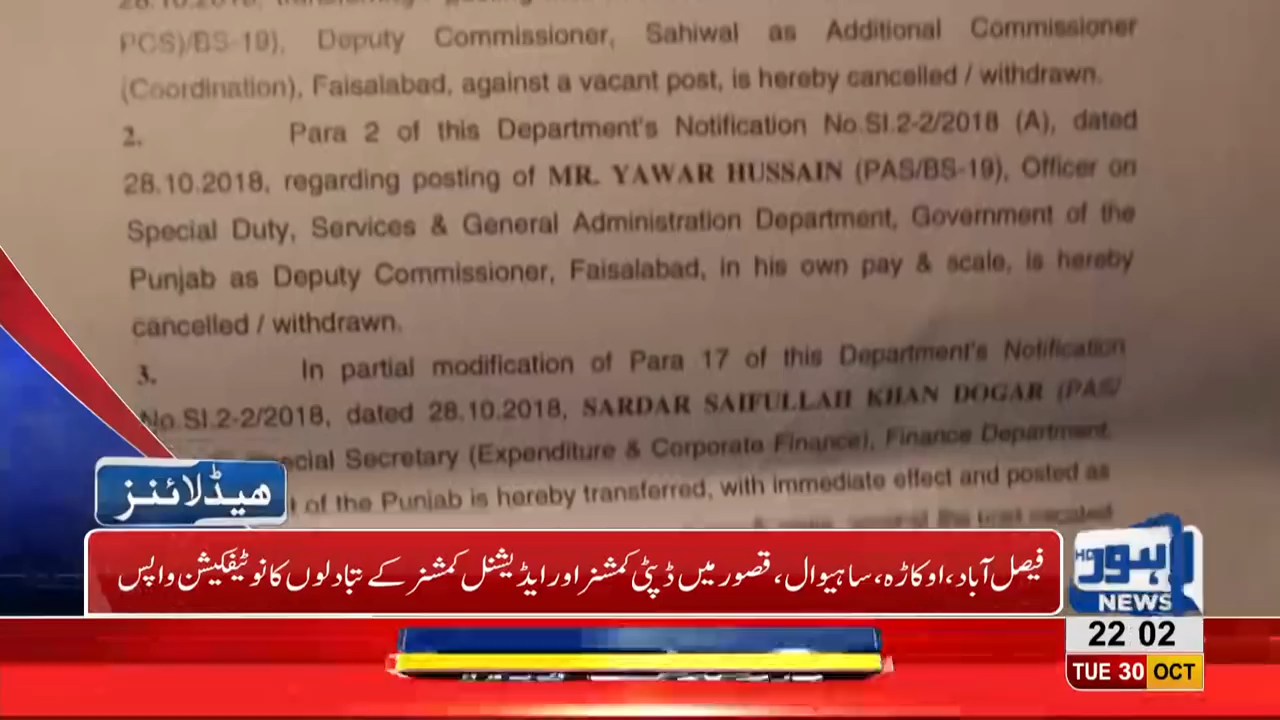 28.10.2018,
PCS)/BS-19), Deputy Commissioner, Sahiwal as Additional Commissioner
(Coordination), Faisalabad, against a vacant post, is hereby cancelled / withdrawn.
2. Para 2 of this Department's Notification No.SI.2-2/2018 (A), dated
28.10.2018, regarding posting of MR. YAWAR HUSSAIN (PAS/BS-19), Officer on
Special Duty, Services & General Administration Department, Government of the
Punjab as Deputy Commissioner, Faisalabad, in his own pay & scale, is hereby
cancelled / withdrawn.
3. In partial modification of Para 17 of this Department's Notification
No.SI.2-2/2018, dated 28.10.2018, SARDAR SAIFULLAH KHAN DOGAR (PAS/
cial Secretary (Expenditure & Corporate Finance), Finance Department,
t of the Punjab is hereby transferred, with immediate effect and posted as
ہیڈلائنز
فیصل آباد، اوکاڑہ، ساہیوال، قصور میں ڈپٹی کمشنر اور ایڈیشنل کمشنر کے تبادلوں کا نوٹیفکیشن واپس
لاہور HD
NEWS
22 02
TUE 30 OCT